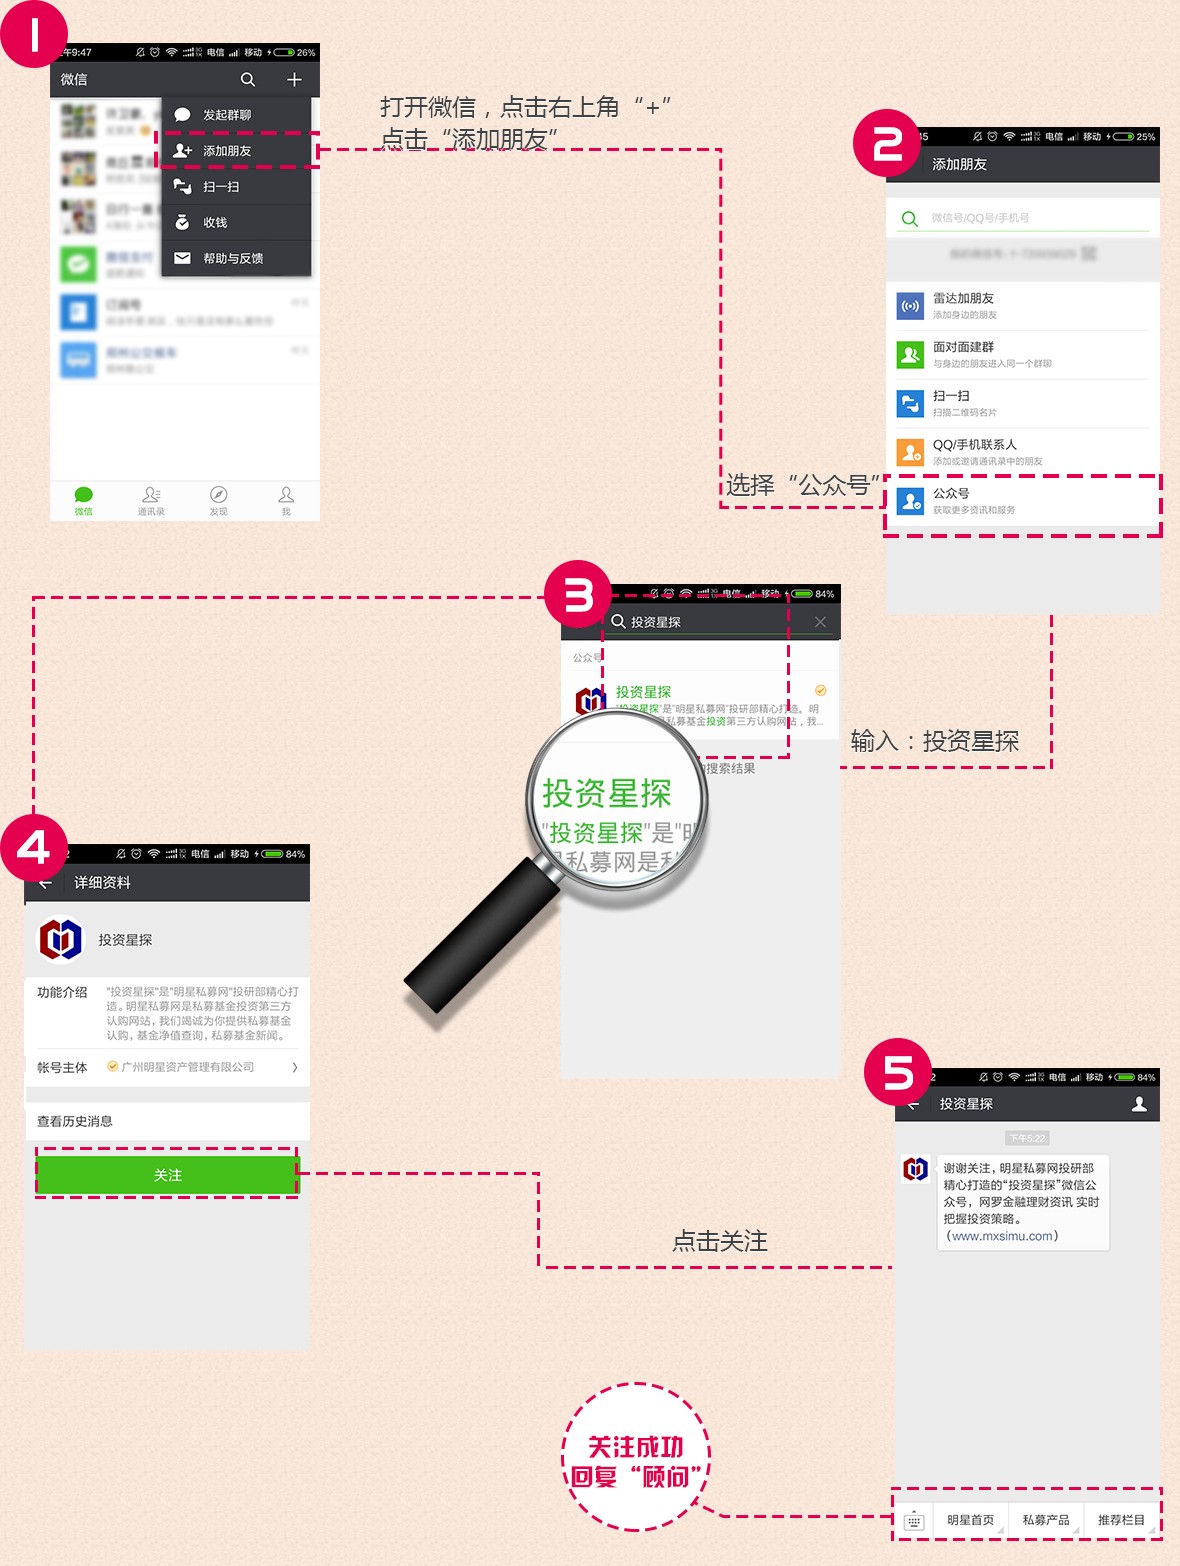 1
午9:47
电信
移动
26%
微信
发起群聊
添加朋友
扫一扫
收钱
帮助与反馈
微信支付
订阅号
微信
通讯录
发现
我
打开微信，点击右上角“+”
点击“添加朋友”
2
45
电信
移动
25%
添加朋友
微信号/QQ号/手机号
雷达加朋友
添加身边的朋友
面对面建群
与身边的朋友进入同一个群聊
扫一扫
扫描二维码名片
QQ/手机联系人
添加或邀请通讯录中的朋友
公众号
获取更多资讯和服务
选择“公众号”
3
电信
移动
84%
投资星探
公众号
投资星探
"投资星探"是"明星私募网"投研部精心打造。明
是私募基金投资第三方认购网站，我...
搜索结果
投资星探
"投资星探"是"明
是私募网是私
输入：投资星探
4
2
电信
移动
84%
详细资料
投资星探
功能介绍
"投资星探"是"明星私募网"投研部精心打
造。明星私募网是私募基金投资第三方
认购网站，我们竭诚为你提供私募基金
认购，基金净值查询，私募基金新闻。
帐号主体
广州明星资产管理有限公司
查看历史消息
关注
点击关注
5
2
电信
移动
84%
投资星探
下午5:22
谢谢关注，明星私募网投研部
精心打造的“投资星探”微信公
众号，网罗金融理财资讯 实时
把握投资策略。
（www.mxsimu.com）
明星首页
私募产品
推荐栏目
关注成功
回复“顾问”